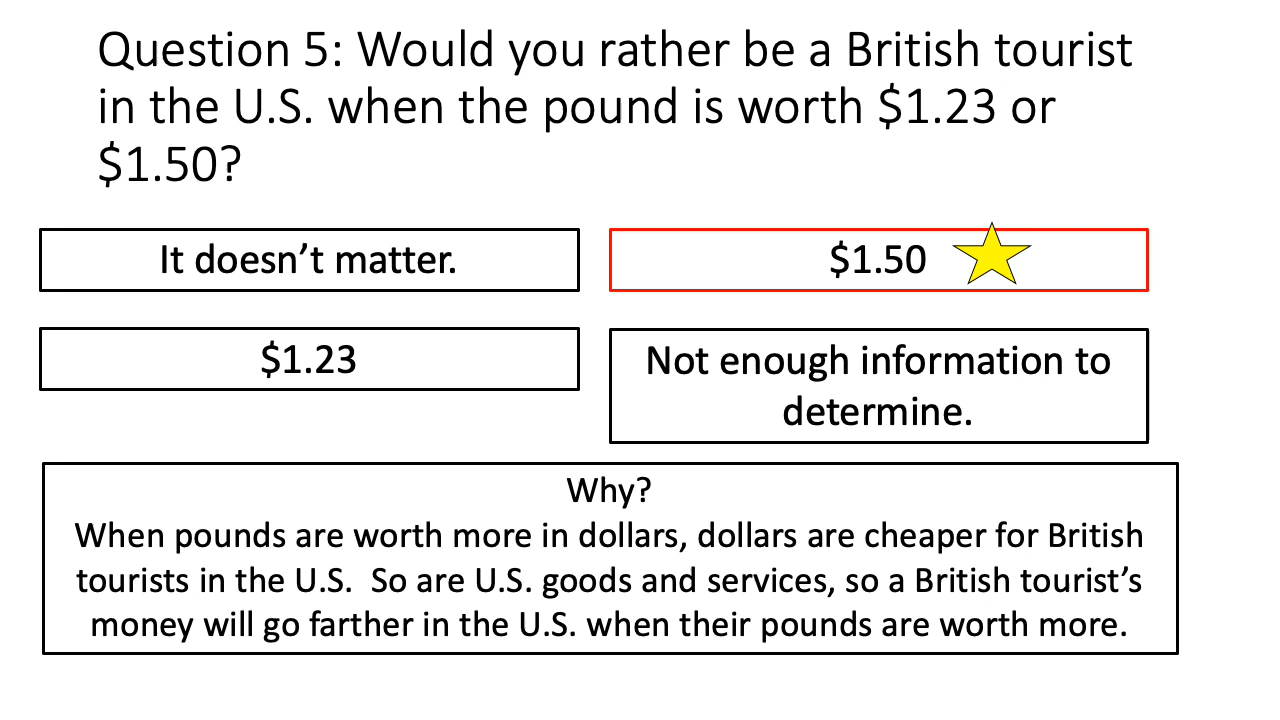 Question 5: Would you rather be a British tourist
in the U.S. when the pound is worth $1.23 or
$1.50?
It doesn’t matter.
$1.50
$1.23
Not enough information to
determine.
Why?
When pounds are worth more in dollars, dollars are cheaper for British
tourists in the U.S.  So are U.S. goods and services, so a British tourist’s
money will go farther in the U.S. when their pounds are worth more.